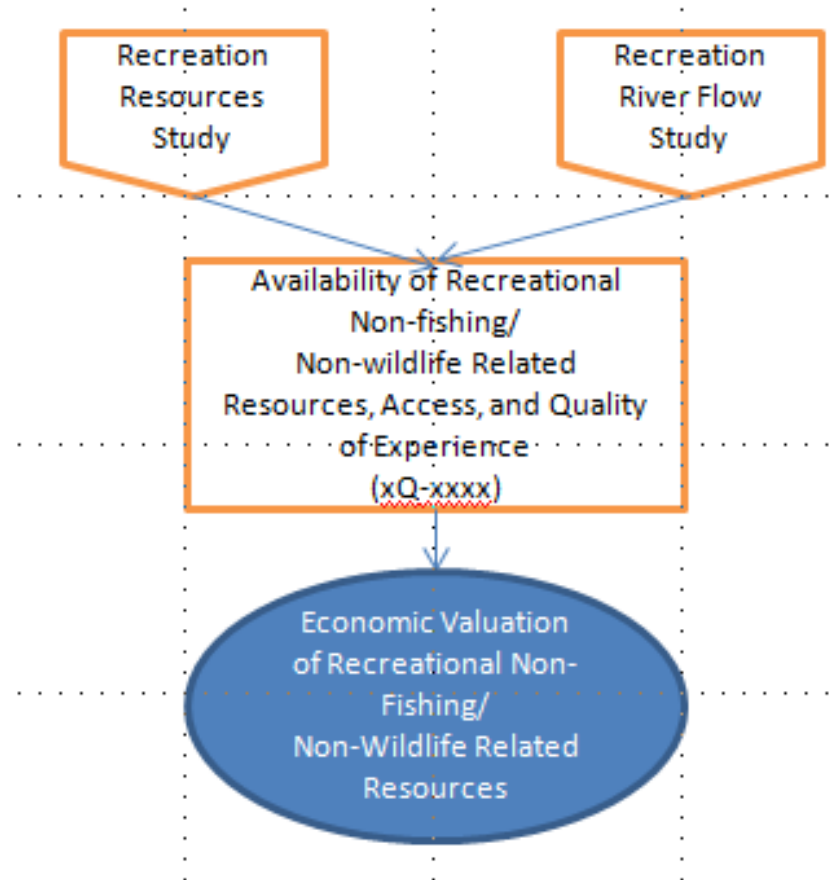 Recreation
Resources
Study
Recreation
River Flow
Study
Availability of Recreational
Non-fishing/
Non-wildlife Related
Resources, Access, and Quality
of Experience
(xQ-xxxx)
Economic Valuation
of Recreational Non-
Fishing/
Non-Wildlife Related
Resources